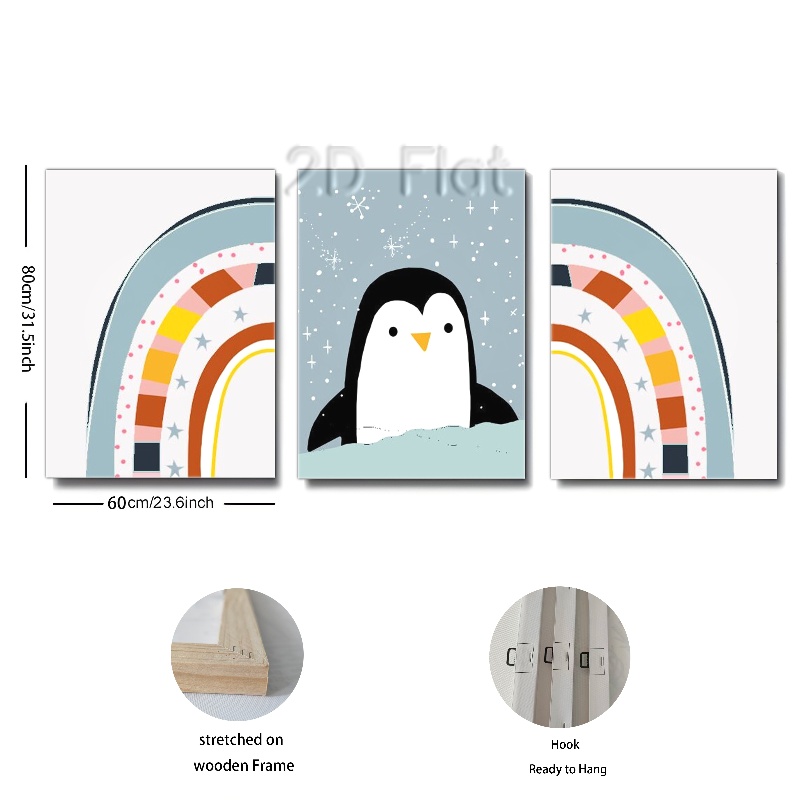 2D Flat
80cm/31.5inch
60cm/23.6inch
stretched on
wooden Frame
Hook
Ready to Hang